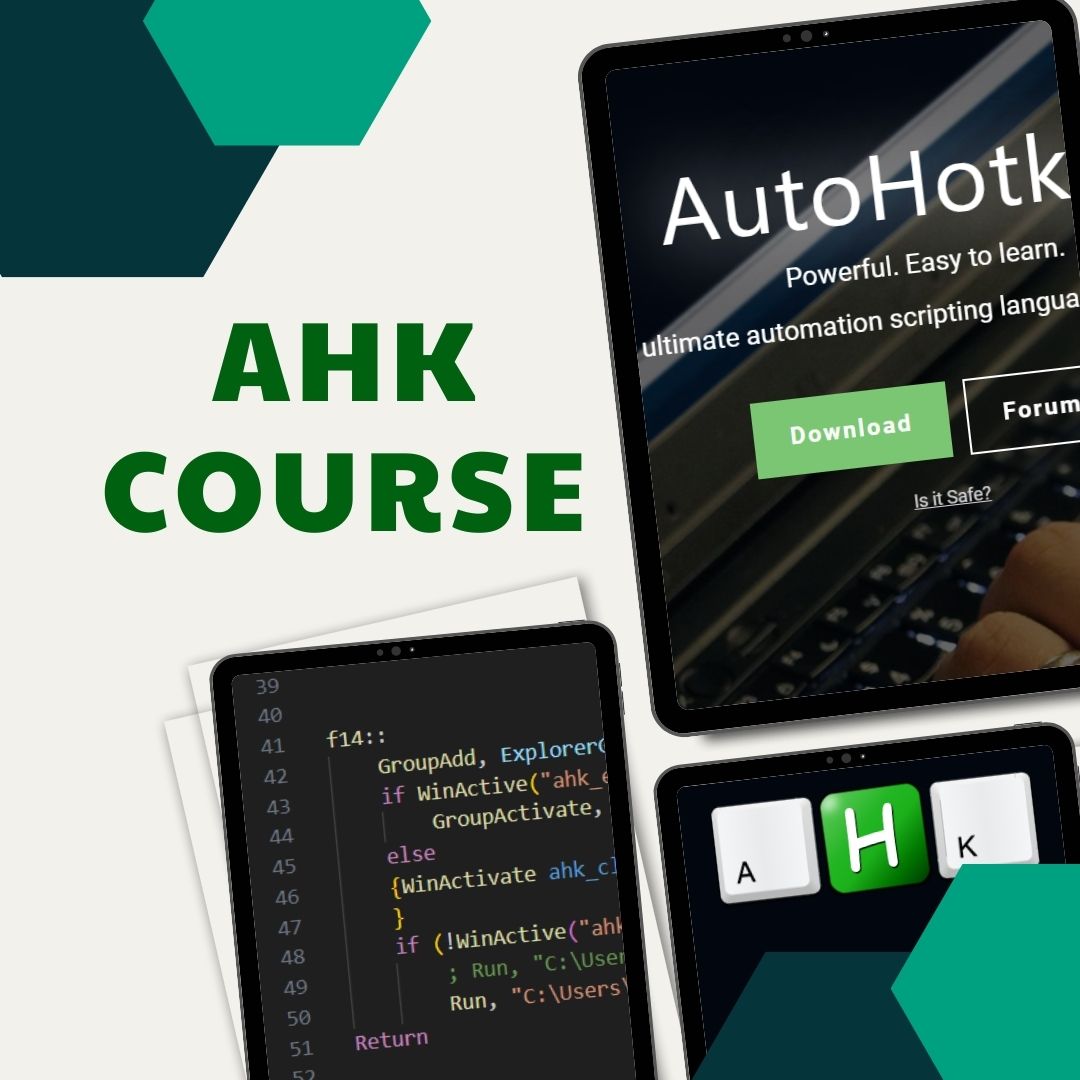 AutoHotk
Powerful. Easy to learn.
ultimate automation scripting langua
Download
Forum
Is it Safe?
AHK
COURSE
39
40
41 f14::
42 GroupAdd, Explorer
43 if WinActive("ahk_e
44 GroupActivate,
45 else
46 {WinActivate ahk_cl
47 }
48 if (!WinActive("ahk
49 ; Run, "C:\User
50 Run, "C:\Users\
51 Return
52
A H K